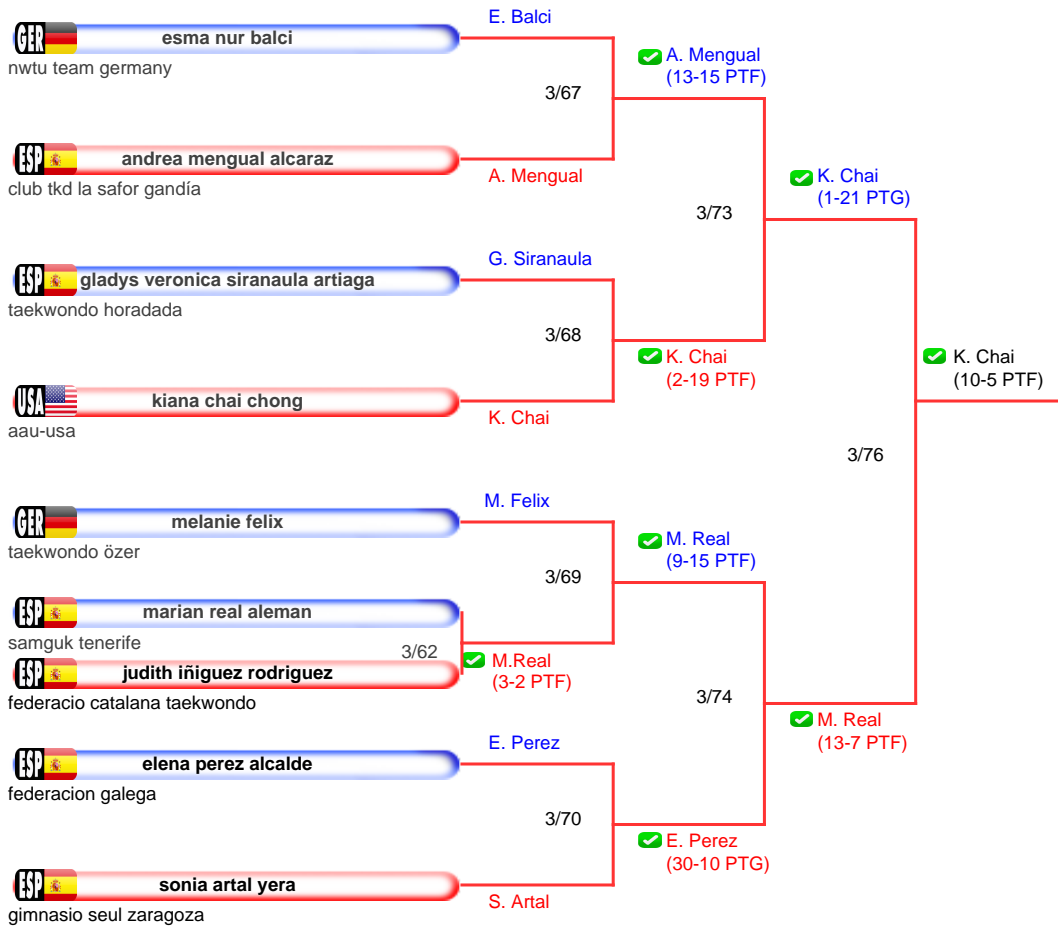 E. Balci
GER esma nur balci
nwtu team germany
A. Mengual
(13-15 PTF)
3/67
ESP andrea mengual alcaraz
club tkd la safor gandía
A. Mengual
K. Chai
(1-21 PTG)
3/73
G. Siranaula
ESP gladys veronica siranaula artiaga
taekwondo horadada
3/68
K. Chai
(2-19 PTF)
K. Chai
(10-5 PTF)
USA kiana chai chong
aau-usa
K. Chai
3/76
M. Felix
GER melanie felix
taekwondo özer
M. Real
(9-15 PTF)
3/69
ESP marian real aleman
samguk tenerife
3/62
M.Real
(3-2 PTF)
ESP judith iñiguez rodriguez
federacio catalana taekwondo
3/74
M. Real
(13-7 PTF)
E. Perez
ESP elena perez alcalde
federacion galega
3/70
E. Perez
(30-10 PTG)
ESP sonia artal yera
gimnasio seul zaragoza
S. Artal